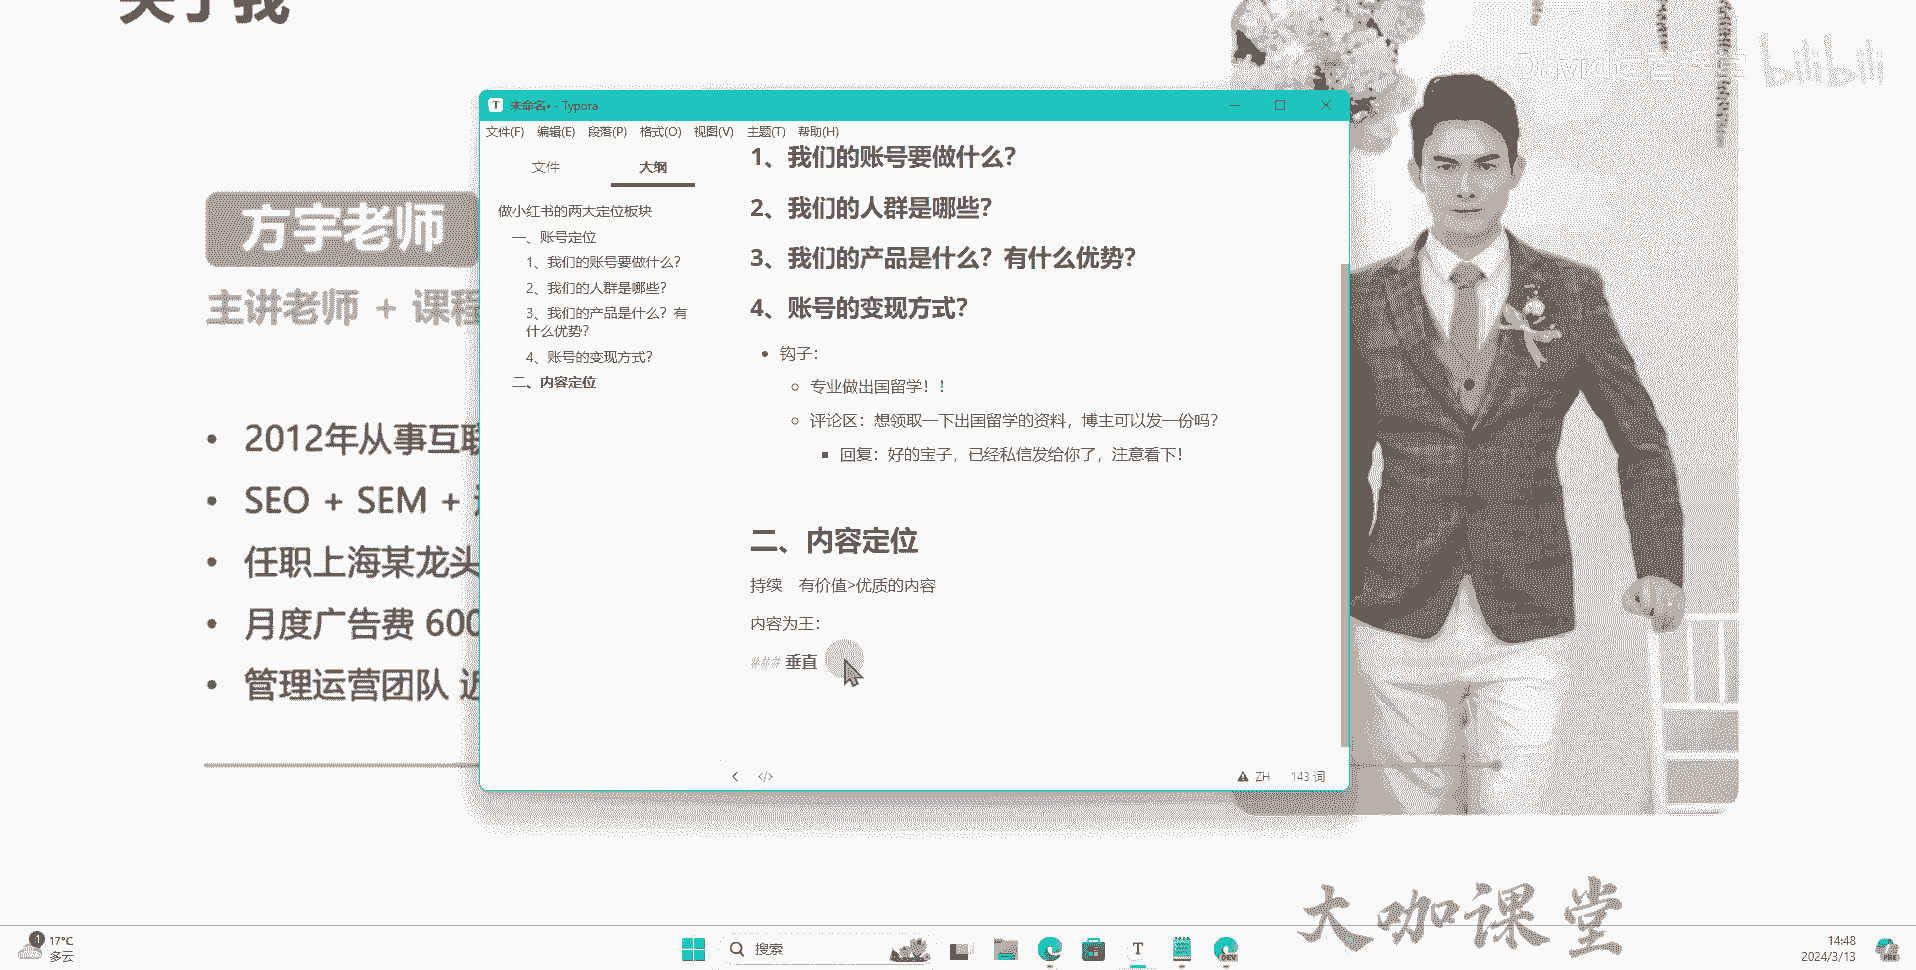 关于我
bilibili
方宇老师
主讲老师 + 课程
2012年从事互联
SEO + SEM +
任职上海某龙头
月度广告费 600
管理运营团队 近
未命名• - Typora
文件(F) 编辑(E) 段落(P) 格式(O) 视图(V) 主题(T) 帮助(H)
文件 大纲
做小红书的两大定位板块
一、账号定位
1、我们的账号要做什么？
2、我们的人群是哪些？
3、我们的产品是什么？有
什么优势？
4、账号的变现方式？
二、内容定位
1、我们的账号要做什么？
2、我们的人群是哪些？
3、我们的产品是什么？有什么优势？
4、账号的变现方式？
钩子：
专业做出国留学！！
评论区：想领取一下出国留学的资料，博主可以发一份吗？
回复：好的宝子，已经私信发给你了，注意看下！
二、内容定位
持续 有价值>优质的内容
内容为王：
### 垂直
</> ZH 143 词
大咖课堂
1
17°C
多云
搜索
T
DEV
14:48
2024/3/13
PRE